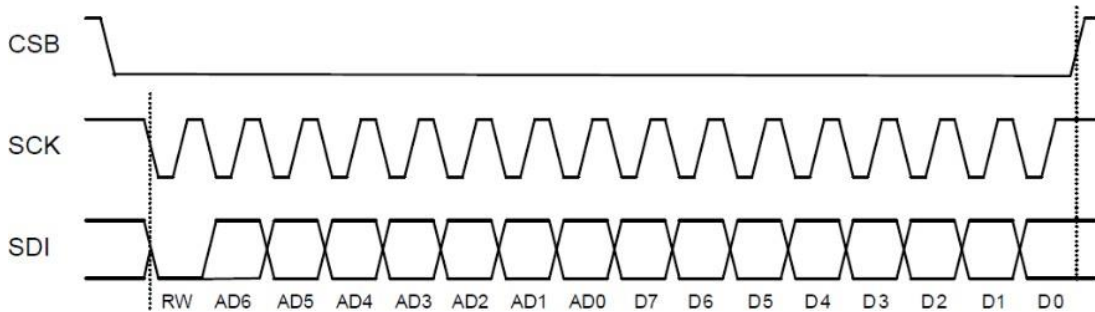 CSB
SCK
SDI
RW AD6 AD5 AD4 AD3 AD2 AD1 AD0 D7 D6 D5 D4 D3 D2 D1 D0